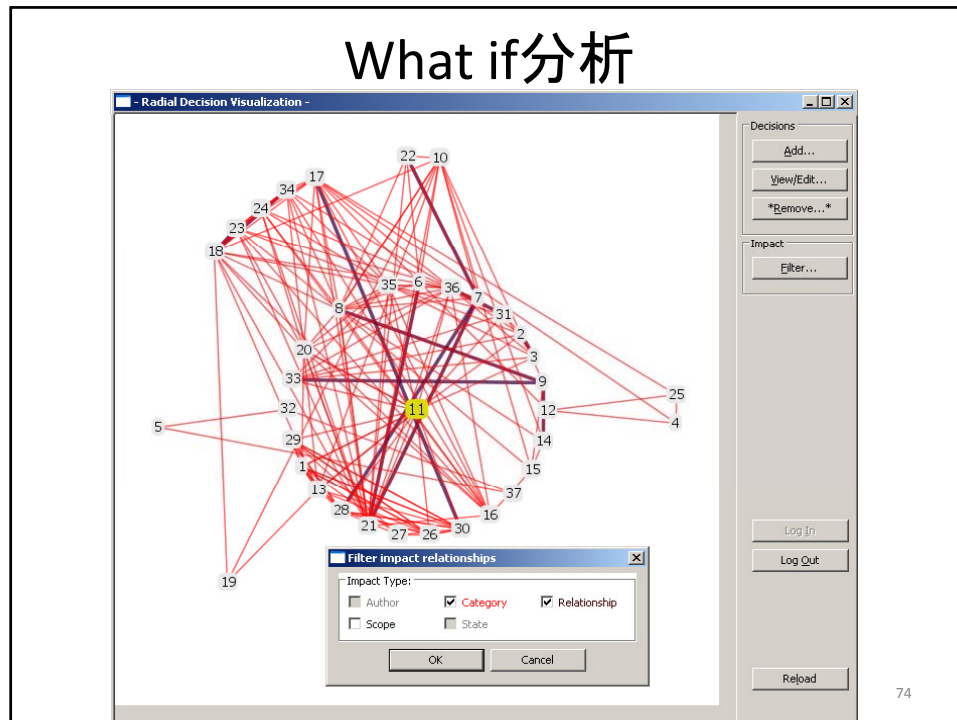 What if分析
- Radial Decision Visualization -
Decisions
Add...
View/Edit...
*Remove...*
Impact
Filter...
22 10
17
34
24
23
18
35 6 36
7
8
31
2
20
3
33
9
25
32
11
12
4
5
29
14
1
15
13
37
28
16
21
27 26 30
19
Filter impact relationships
Impact Type:
Author Category Relationship
Scope State
OK Cancel
Log In
Log Out
Reload
74